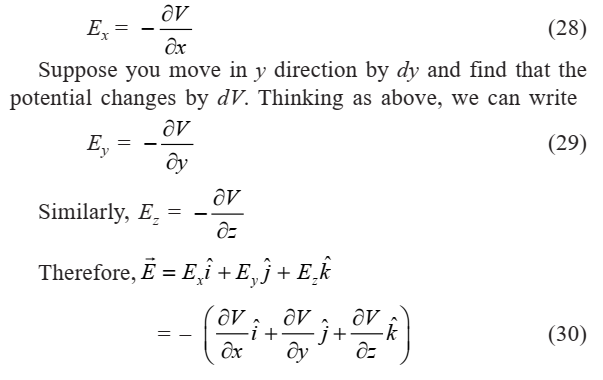 E_x = − ∂V/∂x (28)
Suppose you move in y direction by dy and find that the
potential changes by dV. Thinking as above, we can write
E_y = − ∂V/∂y (29)
Similarly, E_z = − ∂V/∂z
Therefore, E⃗ = E_x î + E_y ĵ + E_z k̂
= − (∂V/∂x î + ∂V/∂y ĵ + ∂V/∂z k̂) (30)